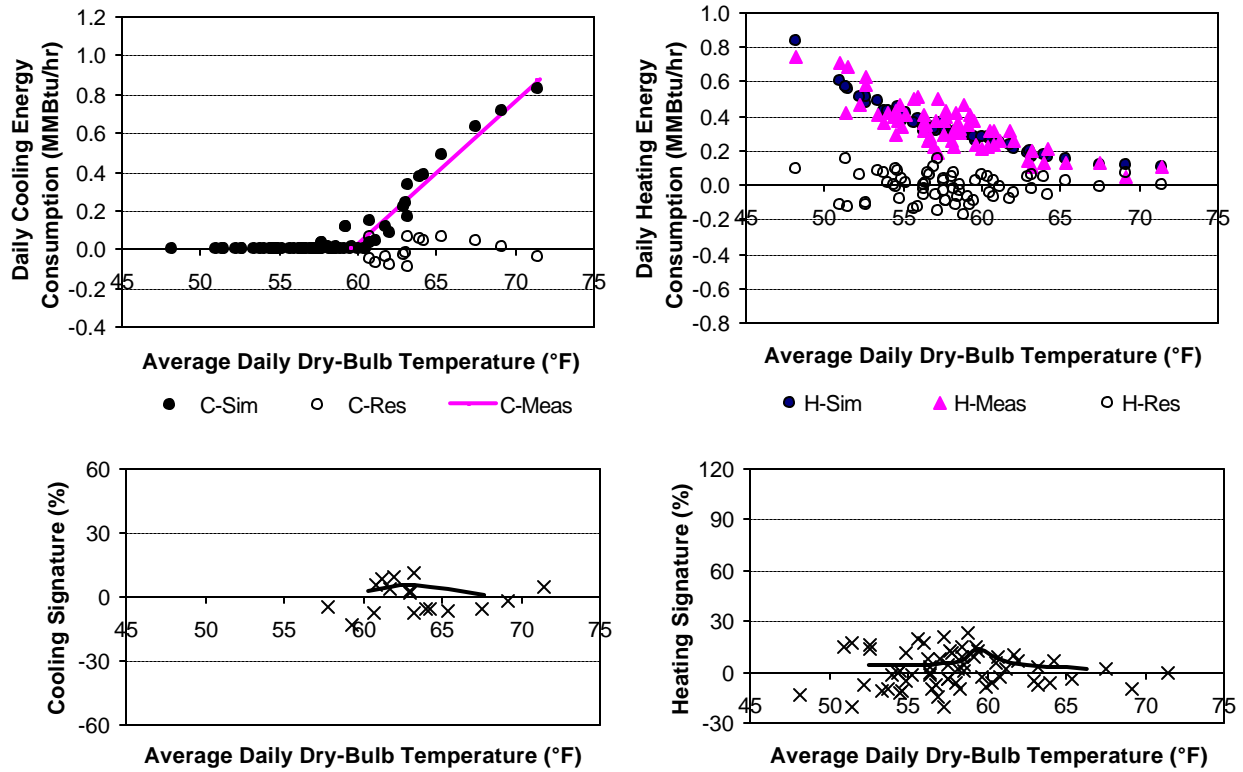 Daily Cooling Energy
Consumption (MMBtu/hr)
1.2
1.0
0.8
0.6
0.4
0.2
0.0
-0.2
-0.4
45 50 55 60 65 70 75
Average Daily Dry-Bulb Temperature (°F)
C-Sim C-Res C-Meas
Daily Heating Energy
Consumption (MMBtu/hr)
1.0
0.8
0.6
0.4
0.2
0.0
-0.2
-0.4
-0.6
-0.8
45 50 55 60 65 70 75
Average Daily Dry-Bulb Temperature (°F)
H-Sim H-Meas H-Res
Cooling Signature (%)
60
30
0
-30
-60
45 50 55 60 65 70 75
Average Daily Dry-Bulb Temperature (°F)
Heating Signature (%)
120
90
60
30
0
-30
45 50 55 60 65 70 75
Average Daily Dry-Bulb Temperature (°F)